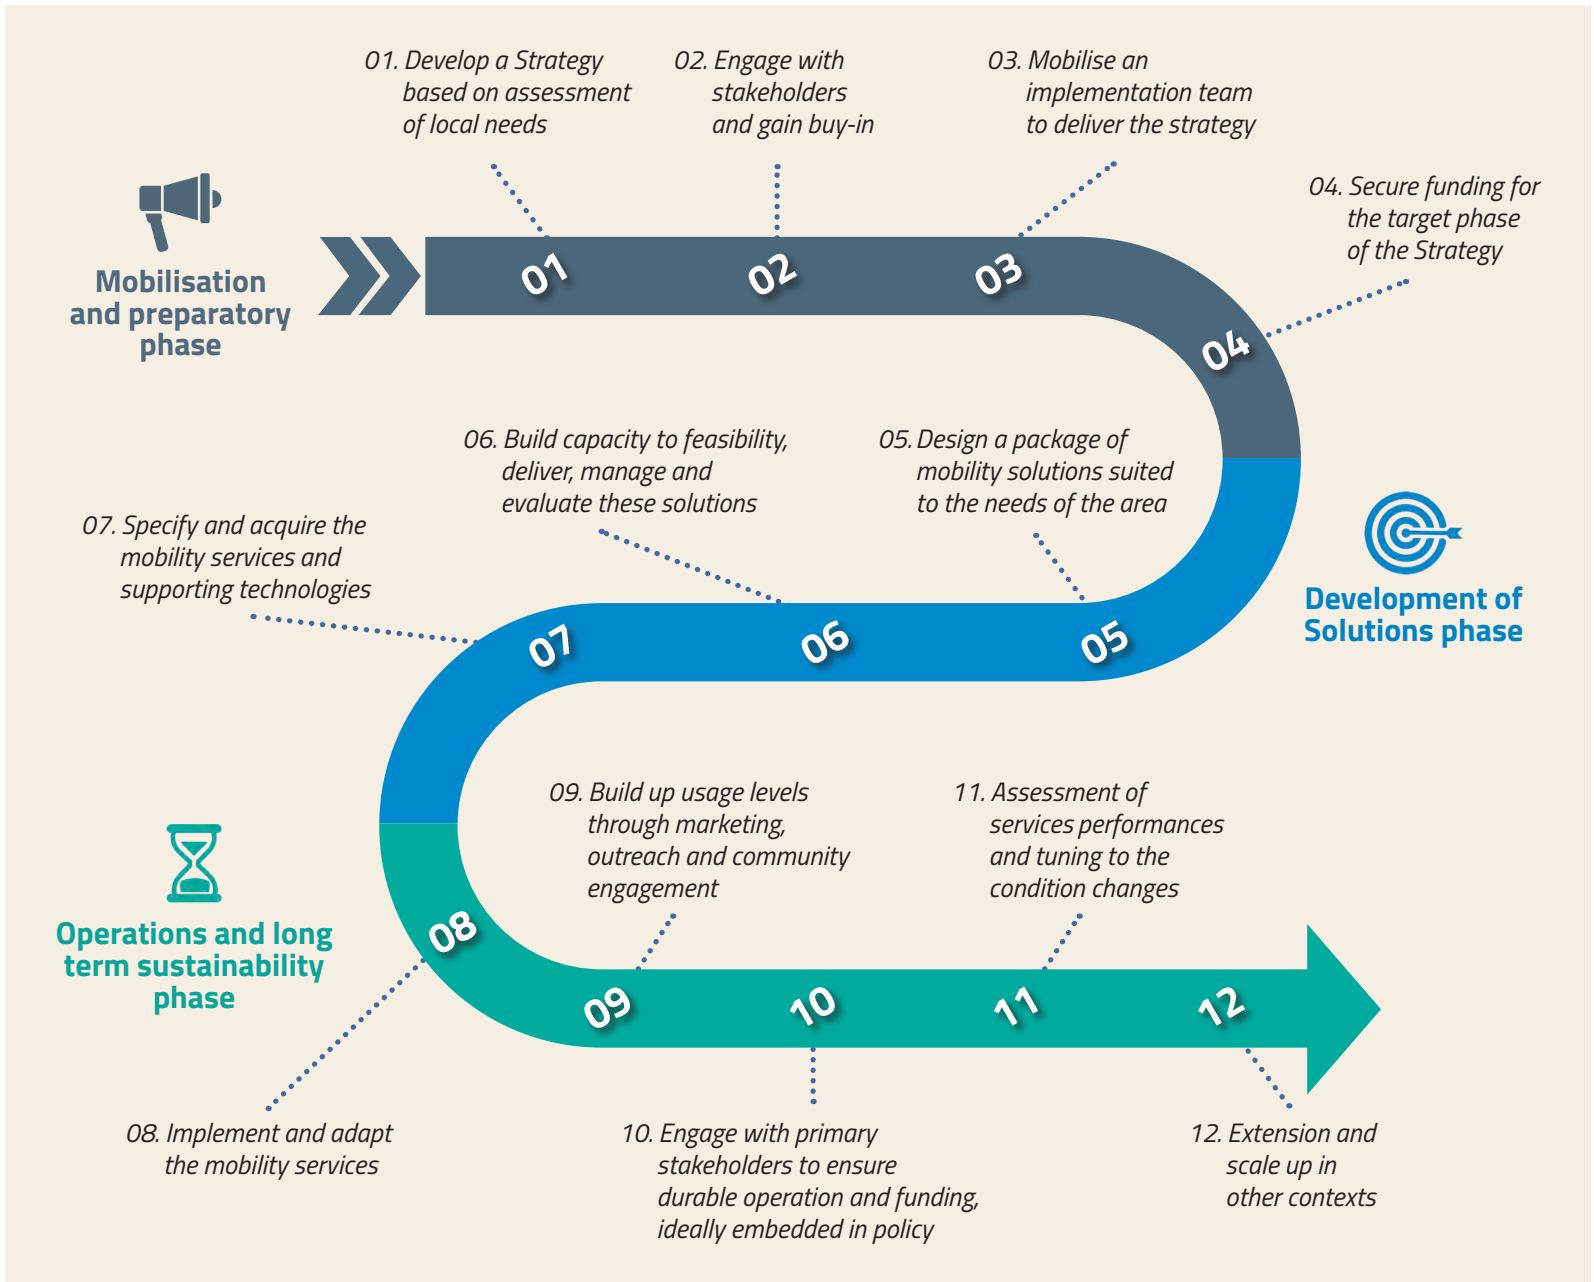 01. Develop a Strategy
based on assessment
of local needs
02. Engage with
stakeholders
and gain buy-in
03. Mobilise an
implementation team
to deliver the strategy
04. Secure funding for
the target phase
of the Strategy
Mobilisation
and preparatory
phase
01
02
03
04
06. Build capacity to feasibility,
deliver, manage and
evaluate these solutions
05. Design a package of
mobility solutions suited
to the needs of the area
07. Specify and acquire the
mobility services and
supporting technologies
Development of
Solutions phase
07
06
05
09. Build up usage levels
through marketing,
outreach and community
engagement
11. Assessment of
services performances
and tuning to the
condition changes
Operations and long
term sustainability
phase
08
09
10
11
12
08. Implement and adapt
the mobility services
10. Engage with primary
stakeholders to ensure
durable operation and funding,
ideally embedded in policy
12. Extension and
scale up in
other contexts